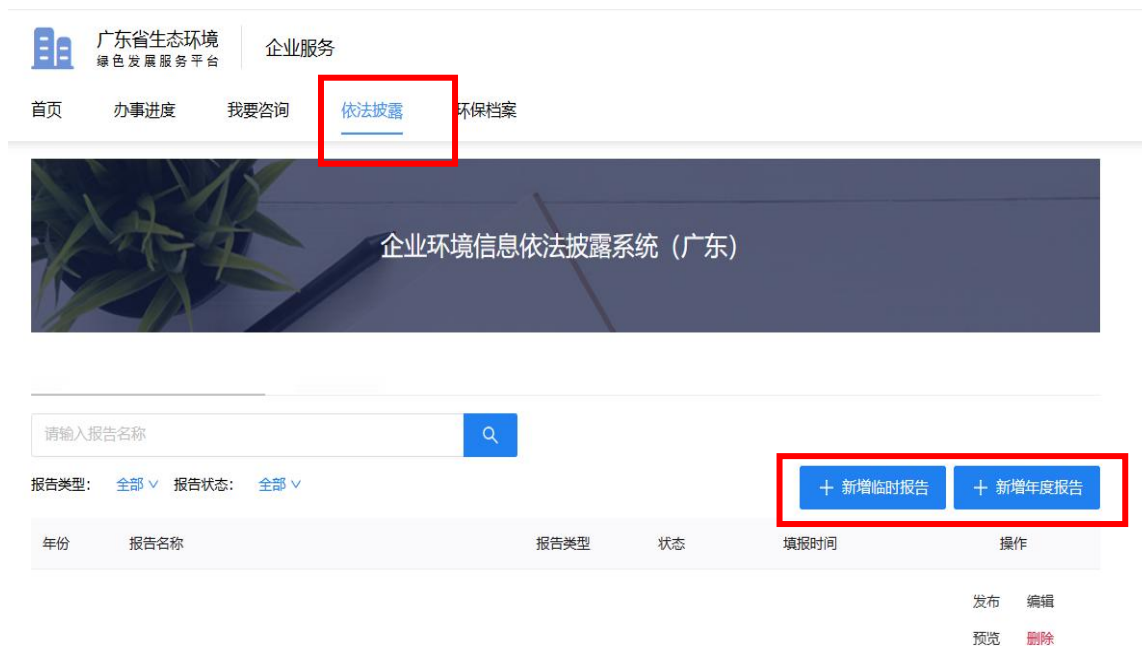 广东省生态环境
绿色发展服务平台
企业服务
首页 办事进度 我要咨询 依法披露 环保档案
企业环境信息依法披露系统（广东）
请输入报告名称
报告类型： 全部 报告状态： 全部
+ 新增临时报告 + 新增年度报告
年份 报告名称 报告类型 状态 填报时间 操作
发布 编辑
预览 删除